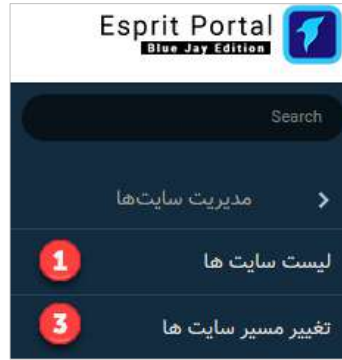 Esprit Portal
Blue Jay Edition
Search
مدیریت سایت‌ها
لیست سایت ها
1
تغییر مسیر سایت ها
3